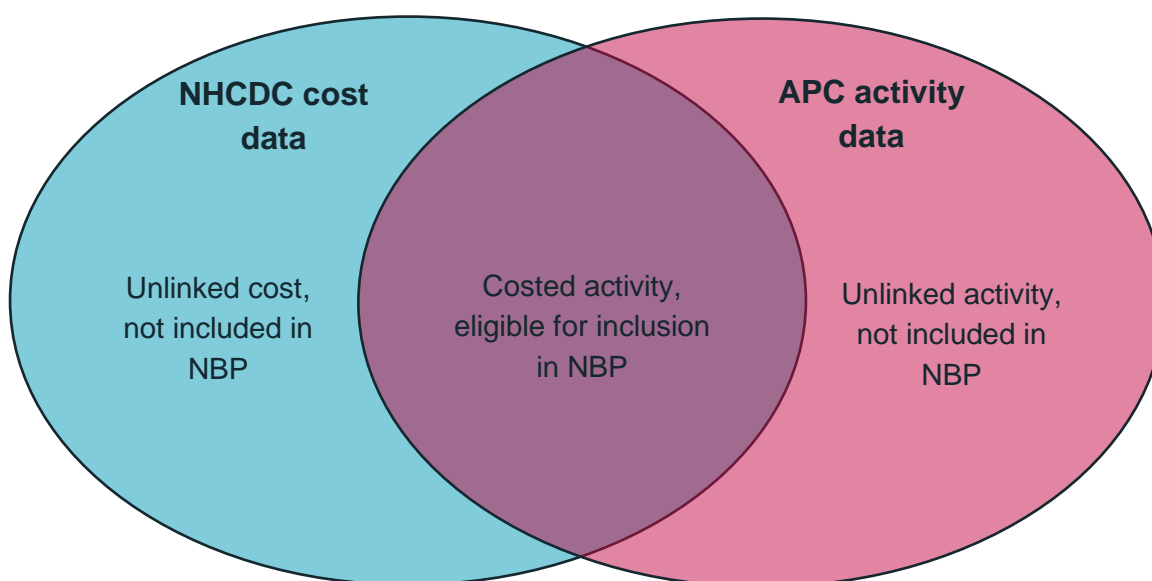 NHCDC cost
data
APC activity
data
Unlinked cost,
not included in
NBP
Costed activity,
eligible for inclusion
in NBP
Unlinked activity,
not included in
NBP